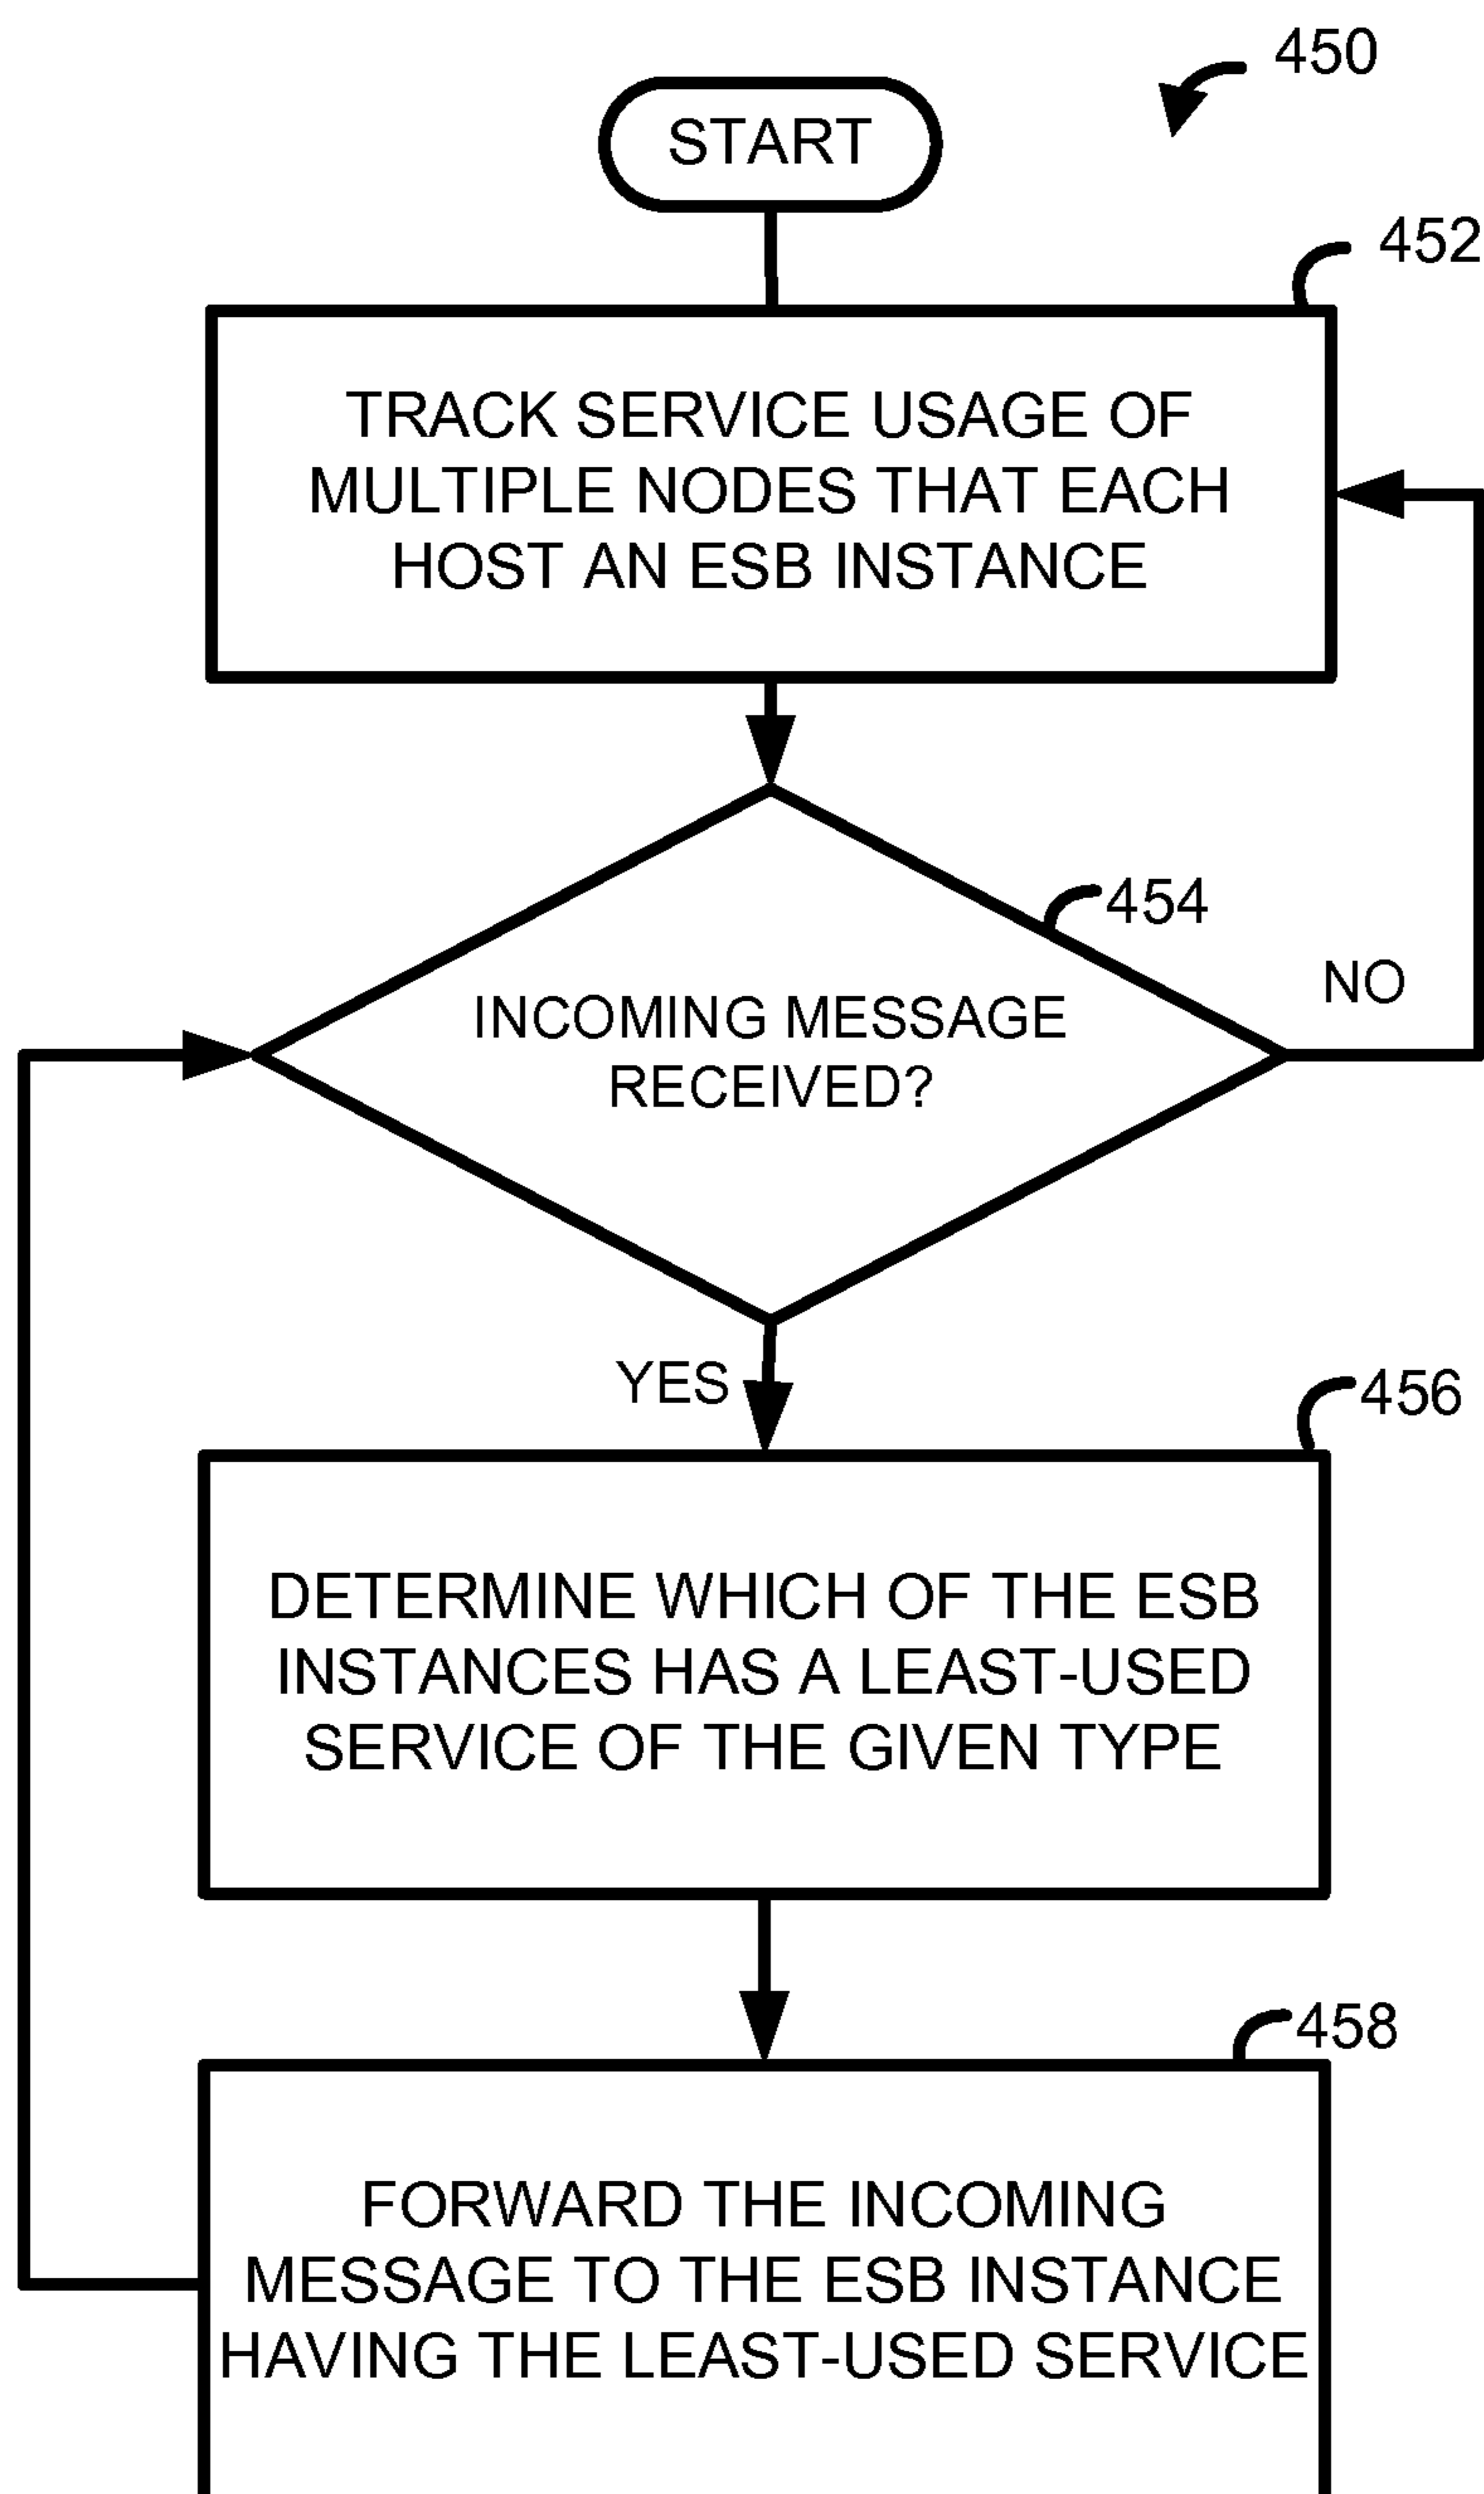 450
START
452
TRACK SERVICE USAGE OF
MULTIPLE NODES THAT EACH
HOST AN ESB INSTANCE
454
NO
INCOMING MESSAGE
RECEIVED?
YES
456
DETERMINE WHICH OF THE ESB
INSTANCES HAS A LEAST-USED
SERVICE OF THE GIVEN TYPE
458
FORWARD THE INCOMING
MESSAGE TO THE ESB INSTANCE
HAVING THE LEAST-USED SERVICE